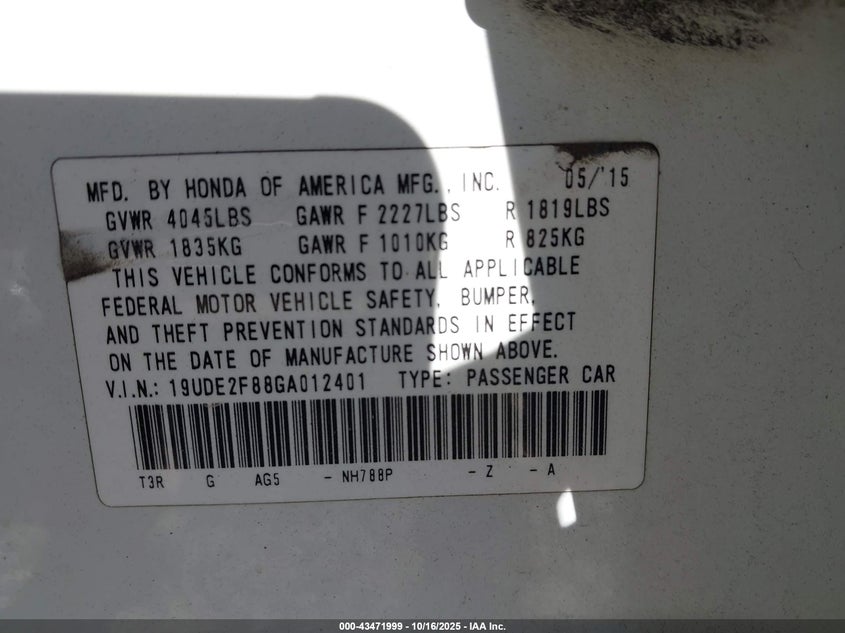 MFD. BY HONDA OF AMERICA MFG., INC. 05/'15
GVWR 4045LBS GAWR F 2227LBS R 1819LBS
GVWR 1835KG GAWR F 1010KG R 825KG
THIS VEHICLE CONFORMS TO ALL APPLICABLE
FEDERAL MOTOR VEHICLE SAFETY, BUMPER,
AND THEFT PREVENTION STANDARDS IN EFFECT
ON THE DATE OF MANUFACTURE SHOWN ABOVE.
V.I.N.: 19UDE2F88GA012401 TYPE: PASSENGER CAR
T3R G AG5 - NH788P - Z - A
000-43471999 - 10/16/2025 - IAA Inc.